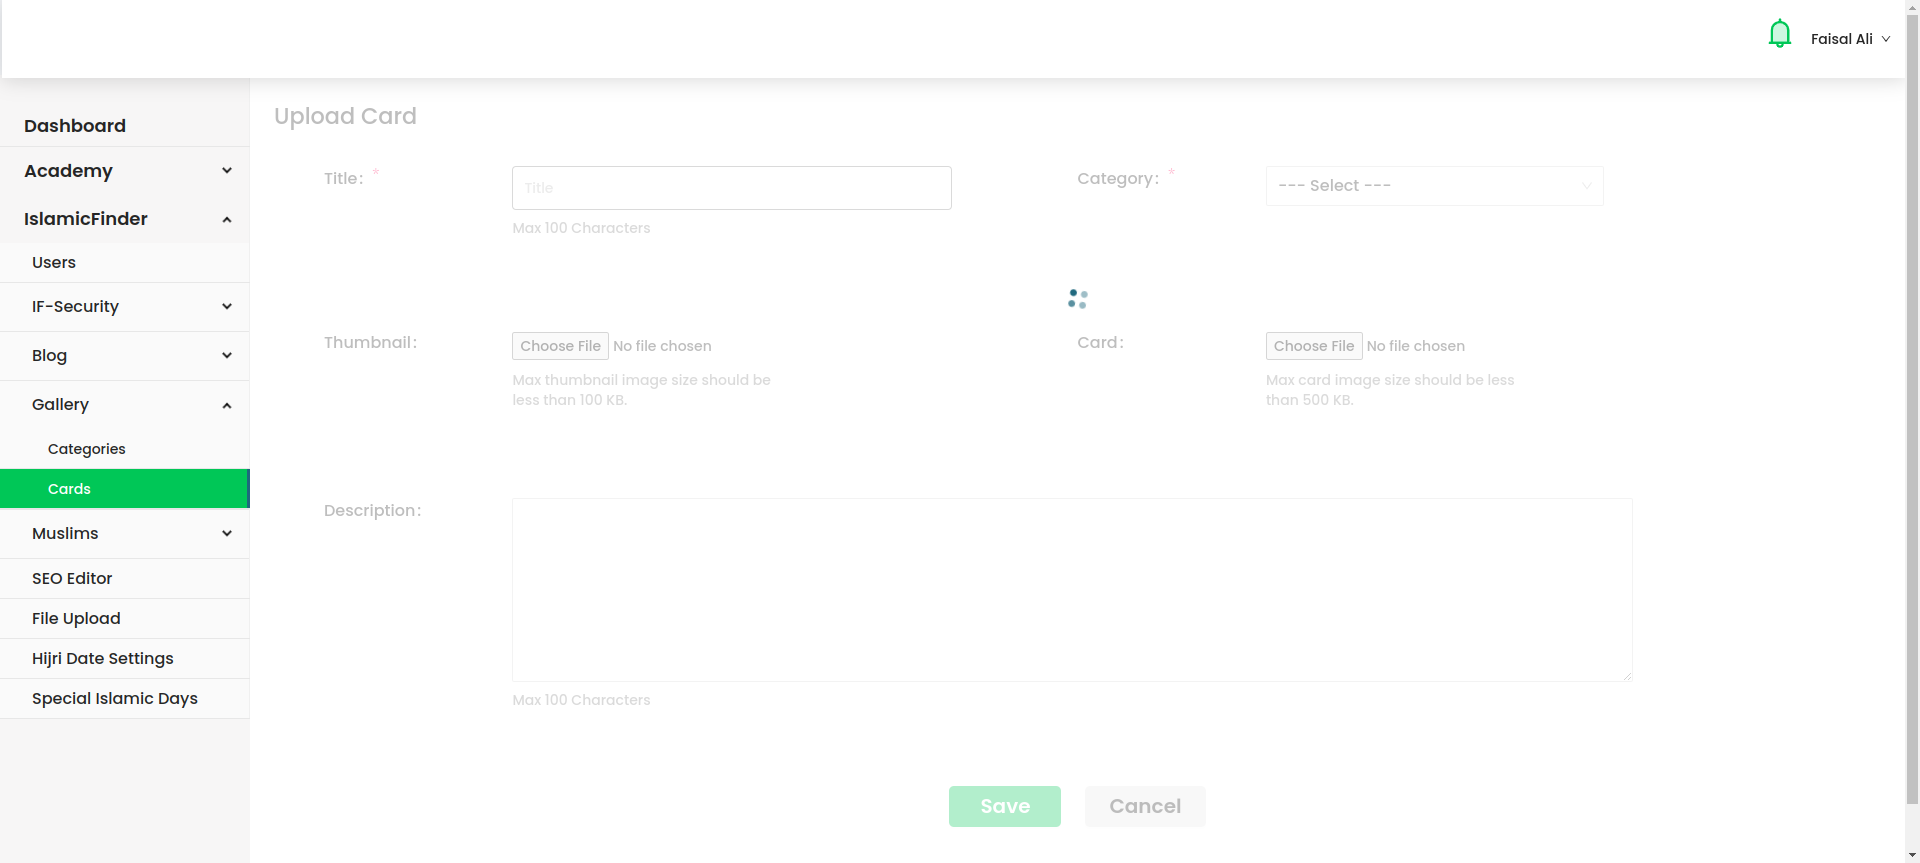 Faisal Ali
Dashboard
Academy
IslamicFinder
Users
IF-Security
Blog
Gallery
Categories
Cards
Muslims
SEO Editor
File Upload
Hijri Date Settings
Special Islamic Days
Upload Card
Title: *
Title
Max 100 Characters
Category: *
--- Select ---
Thumbnail:
Choose File No file chosen
Max thumbnail image size should be
less than 100 KB.
Card:
Choose File No file chosen
Max card image size should be less
than 500 KB.
Description:
Max 100 Characters
Save
Cancel